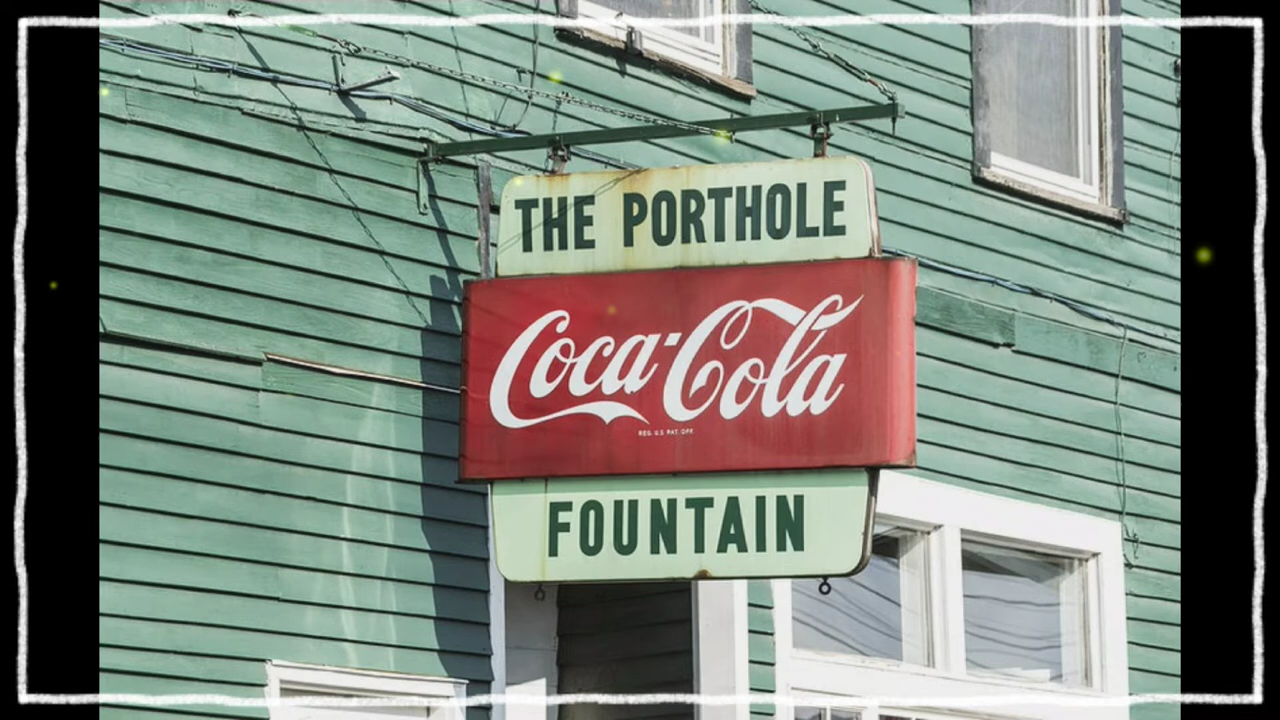 THE PORTHOLE
Coca-Cola
REG. U.S. PAT. OFF.
FOUNTAIN